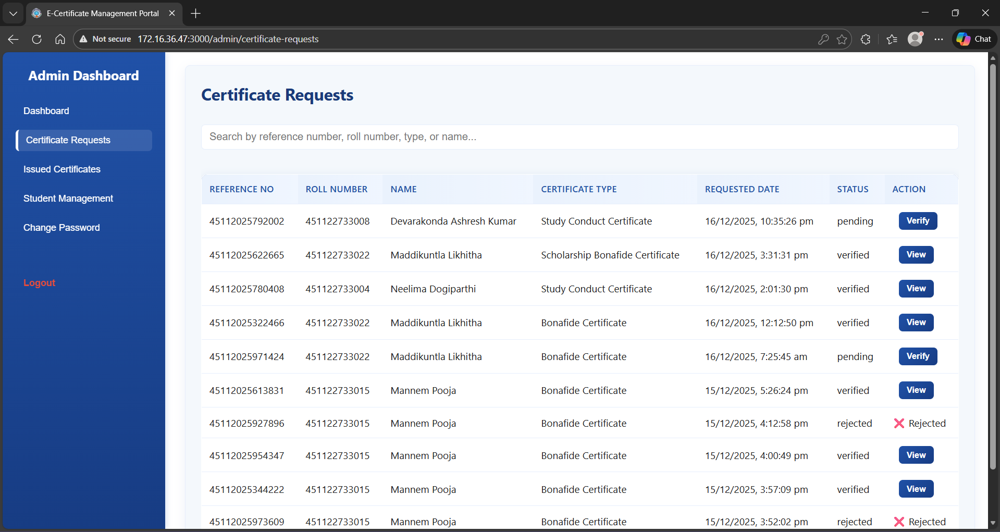 E-Certificate Management Portal
Not secure 172.16.36.47:3000/admin/certificate-requests
Chat
Admin Dashboard
Dashboard
Certificate Requests
Issued Certificates
Student Management
Change Password
Logout
Certificate Requests
Search by reference number, roll number, type, or name...
REFERENCE NO ROLL NUMBER NAME CERTIFICATE TYPE REQUESTED DATE STATUS ACTION
45112025792002 451122733008 Devarakonda Ashresh Kumar Study Conduct Certificate 16/12/2025, 10:35:26 pm pending Verify
45112025622665 451122733022 Maddikuntla Likhitha Scholarship Bonafide Certificate 16/12/2025, 3:31:31 pm verified View
45112025780408 451122733004 Neelima Dogiparthi Study Conduct Certificate 16/12/2025, 2:01:30 pm verified View
45112025322466 451122733022 Maddikuntla Likhitha Bonafide Certificate 16/12/2025, 12:12:50 pm verified View
45112025971424 451122733022 Maddikuntla Likhitha Bonafide Certificate 16/12/2025, 7:25:45 am pending Verify
45112025613831 451122733015 Mannem Pooja Bonafide Certificate 15/12/2025, 5:26:24 pm verified View
45112025927896 451122733015 Mannem Pooja Bonafide Certificate 15/12/2025, 4:12:58 pm rejected ❌ Rejected
45112025954347 451122733015 Mannem Pooja Bonafide Certificate 15/12/2025, 4:00:49 pm verified View
45112025344222 451122733015 Mannem Pooja Bonafide Certificate 15/12/2025, 3:57:09 pm verified View
45112025973609 451122733015 Mannem Pooja Bonafide Certificate 15/12/2025, 3:52:02 pm rejected ❌ Rejected